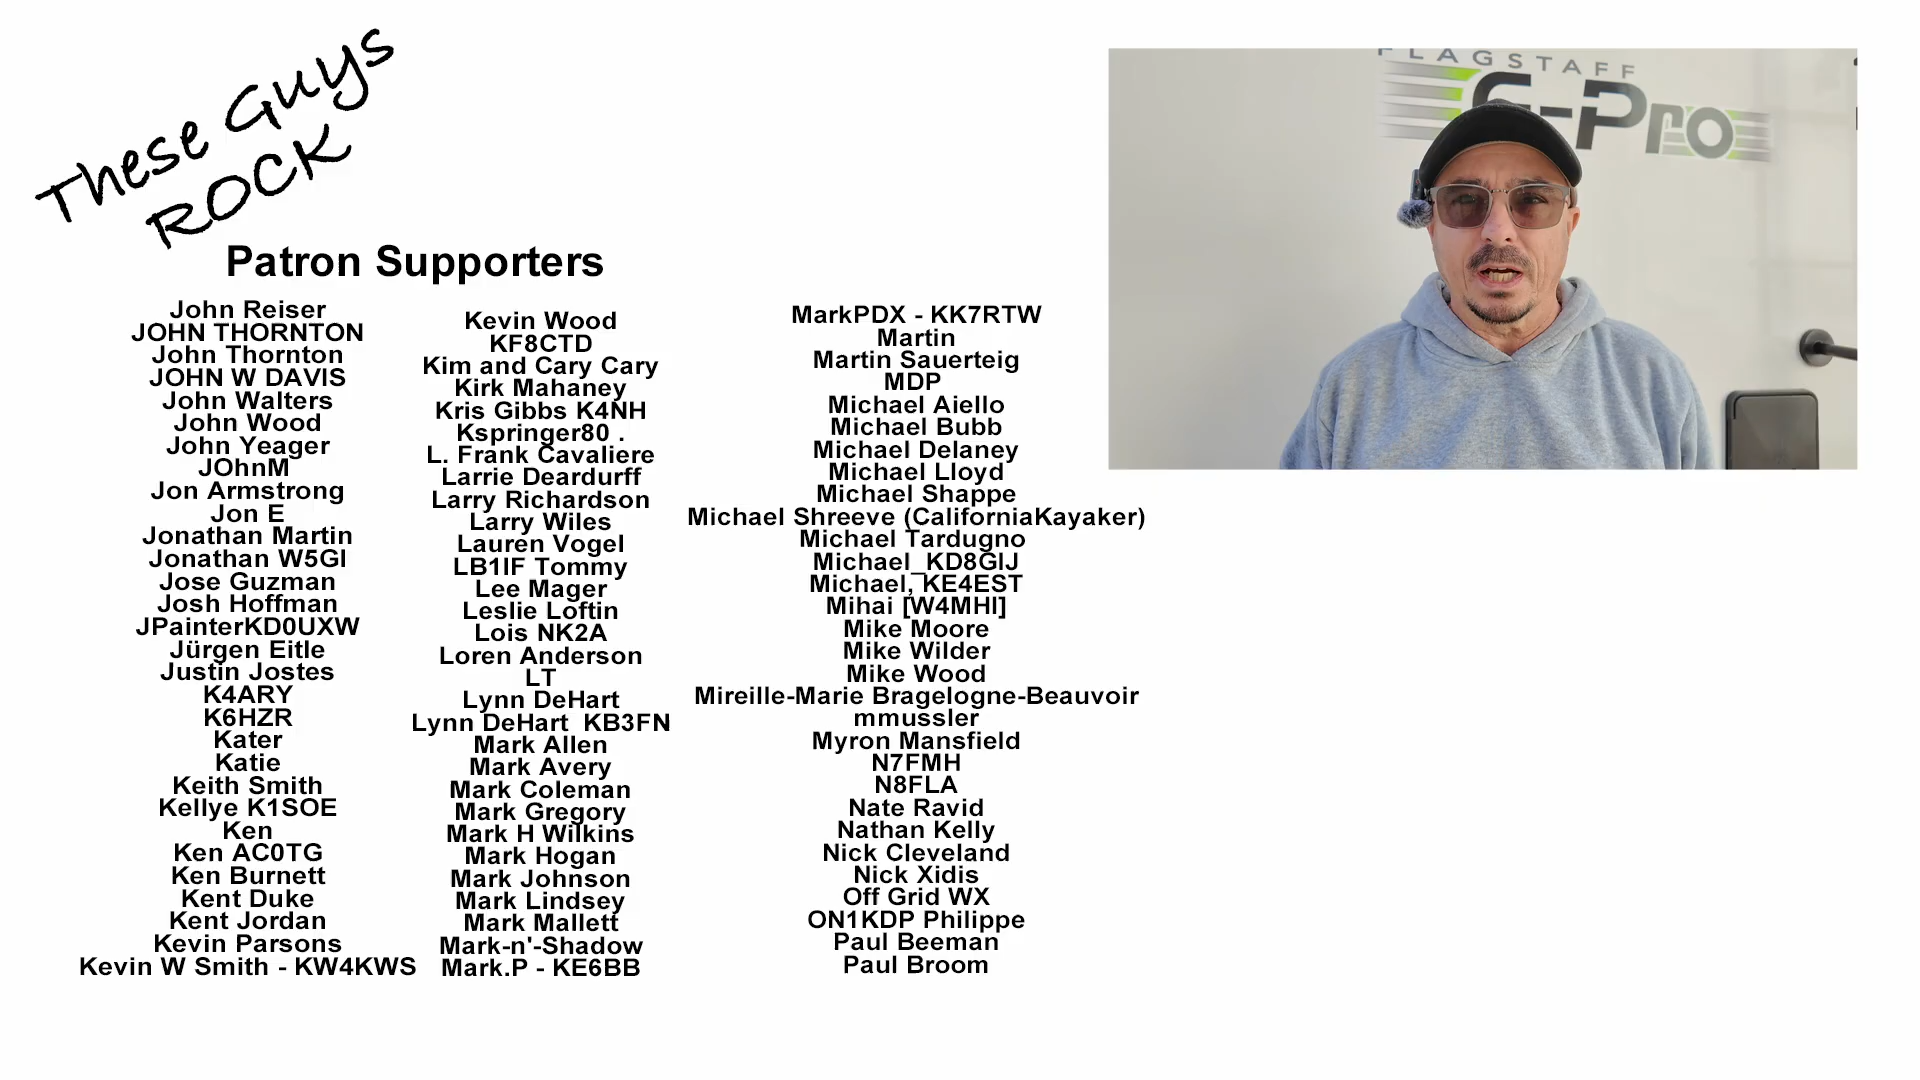 These Guys
ROCK
Patron Supporters
John Reiser
JOHN THORNTON
John Thornton
JOHN W DAVIS
John Walters
John Wood
John Yeager
JOhnM
Jon Armstrong
Jon E
Jonathan Martin
Jonathan W5GI
Jose Guzman
Josh Hoffman
JPainterKD0UXW
Jürgen Eitle
Justin Jostes
K4ARY
K6HZR
Kater
Katie
Keith Smith
Kellye K1SOE
Ken
Ken AC0TG
Ken Burnett
Kent Duke
Kent Jordan
Kevin Parsons
Kevin W Smith - KW4KWS
Kevin Wood
KF8CTD
Kim and Cary Cary
Kirk Mahaney
Kris Gibbs K4NH
Kspringer80 .
L. Frank Cavaliere
Larrie Deardurff
Larry Richardson
Larry Wiles
Lauren Vogel
LB1IF Tommy
Lee Mager
Leslie Loftin
Lois NK2A
Loren Anderson
LT
Lynn DeHart
Lynn DeHart  KB3FN
Mark Allen
Mark Avery
Mark Coleman
Mark Gregory
Mark H Wilkins
Mark Hogan
Mark Johnson
Mark Lindsey
Mark Mallett
Mark-n'-Shadow
Mark.P - KE6BB
MarkPDX - KK7RTW
Martin
Martin Sauerteig
MDP
Michael Aiello
Michael Bubb
Michael Delaney
Michael Lloyd
Michael Shappe
Michael Shreeve (CaliforniaKayaker)
Michael Tardugno
Michael_KD8GIJ
Michael, KE4EST
Mihai [W4MHI]
Mike Moore
Mike Wilder
Mike Wood
Mireille-Marie Bragelogne-Beauvoir
mmussler
Myron Mansfield
N7FMH
N8FLA
Nate Ravid
Nathan Kelly
Nick Cleveland
Nick Xidis
Off Grid WX
ON1KDP Philippe
Paul Beeman
Paul Broom
FLAGSTAFF
E-Pro